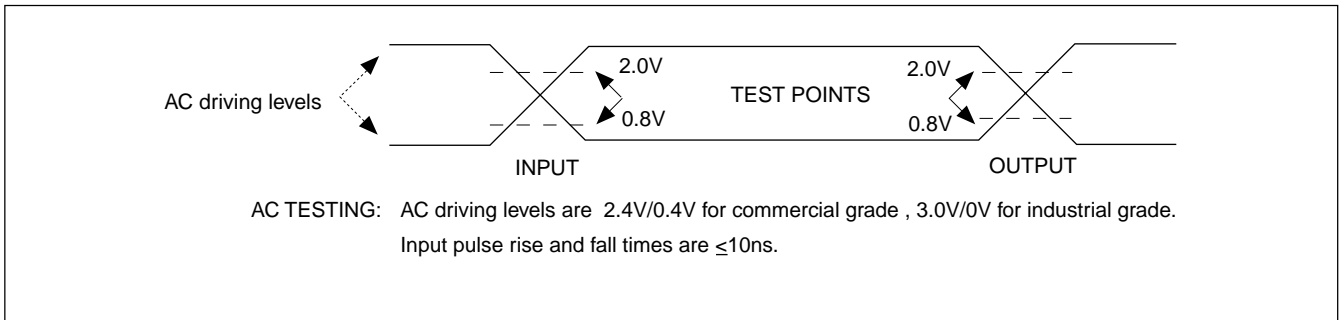 2.0V
2.0V
AC driving levels
TEST POINTS
0.8V
0.8V
INPUT
OUTPUT
AC TESTING: AC driving levels are 2.4V/0.4V for commercial grade , 3.0V/0V for industrial grade.
Input pulse rise and fall times are ≤10ns.